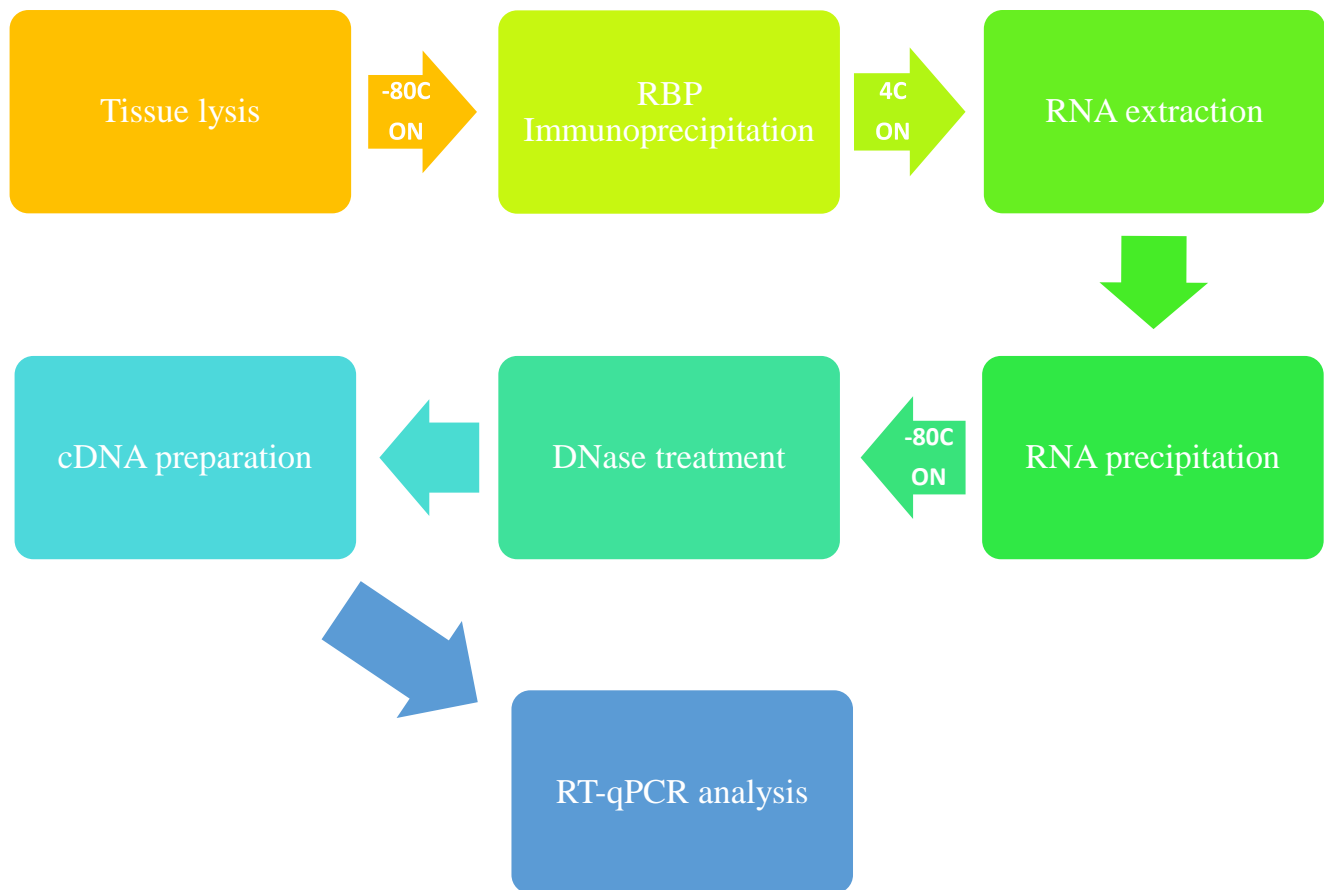 Tissue lysis
-80C
ON
RBP
Immunoprecipitation
4C
ON
RNA extraction
RNA precipitation
-80C
ON
DNase treatment
cDNA preparation
RT-qPCR analysis